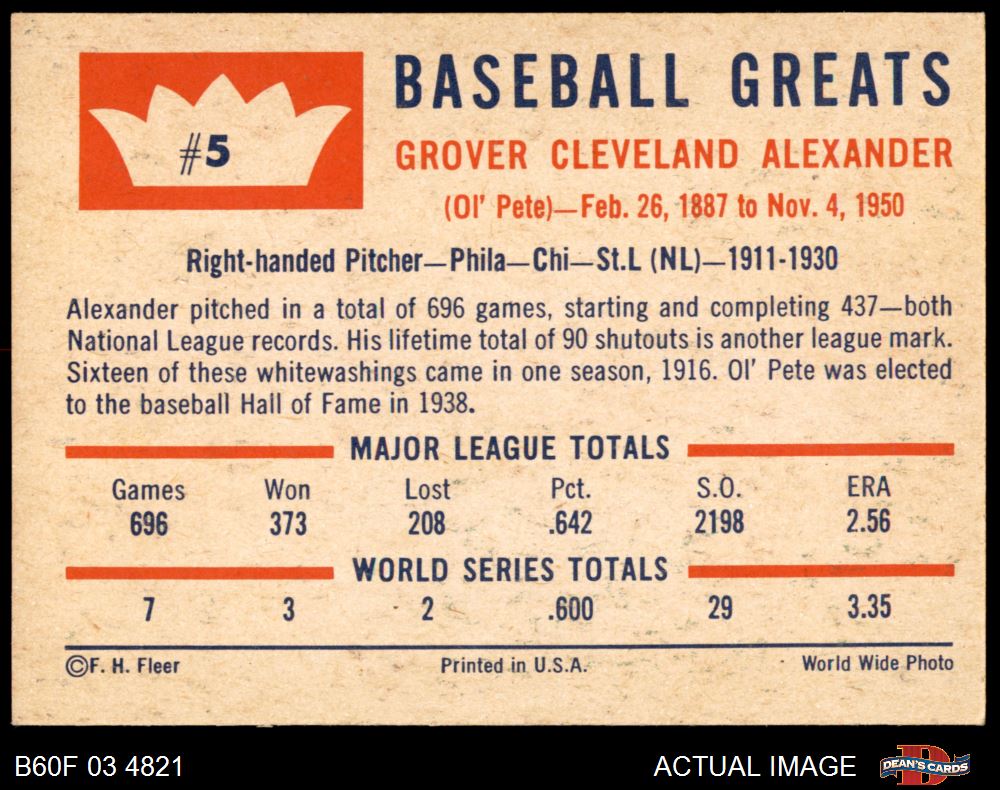 #5
BASEBALL GREATS
GROVER CLEVELAND ALEXANDER
(Ol' Pete)—Feb. 26, 1887 to Nov. 4, 1950
Right-handed Pitcher—Phila—Chi—St.L (NL)—1911-1930
Alexander pitched in a total of 696 games, starting and completing 437—both
National League records. His lifetime total of 90 shutouts is another league mark.
Sixteen of these whitewashings came in one season, 1916. Ol' Pete was elected
to the baseball Hall of Fame in 1938.
MAJOR LEAGUE TOTALS
Games Won Lost Pct. S.O. ERA
696 373 208 .642 2198 2.56
WORLD SERIES TOTALS
7 3 2 .600 29 3.35
©F. H. Fleer Printed in U.S.A. World Wide Photo
B60F 03 4821 ACTUAL IMAGE D DEAN'S CARDS